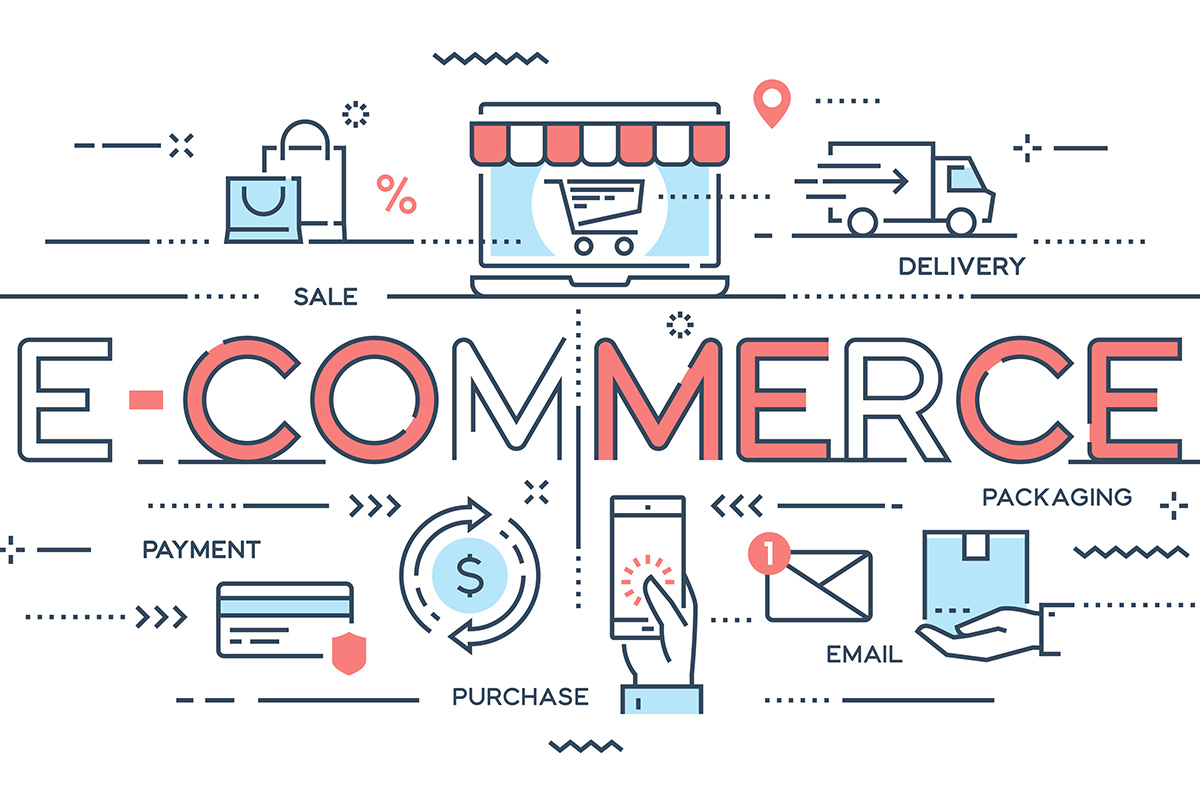 %
DELIVERY
SALE
E-COMMERCE
PACKAGING
PAYMENT
$
1
EMAIL
PURCHASE